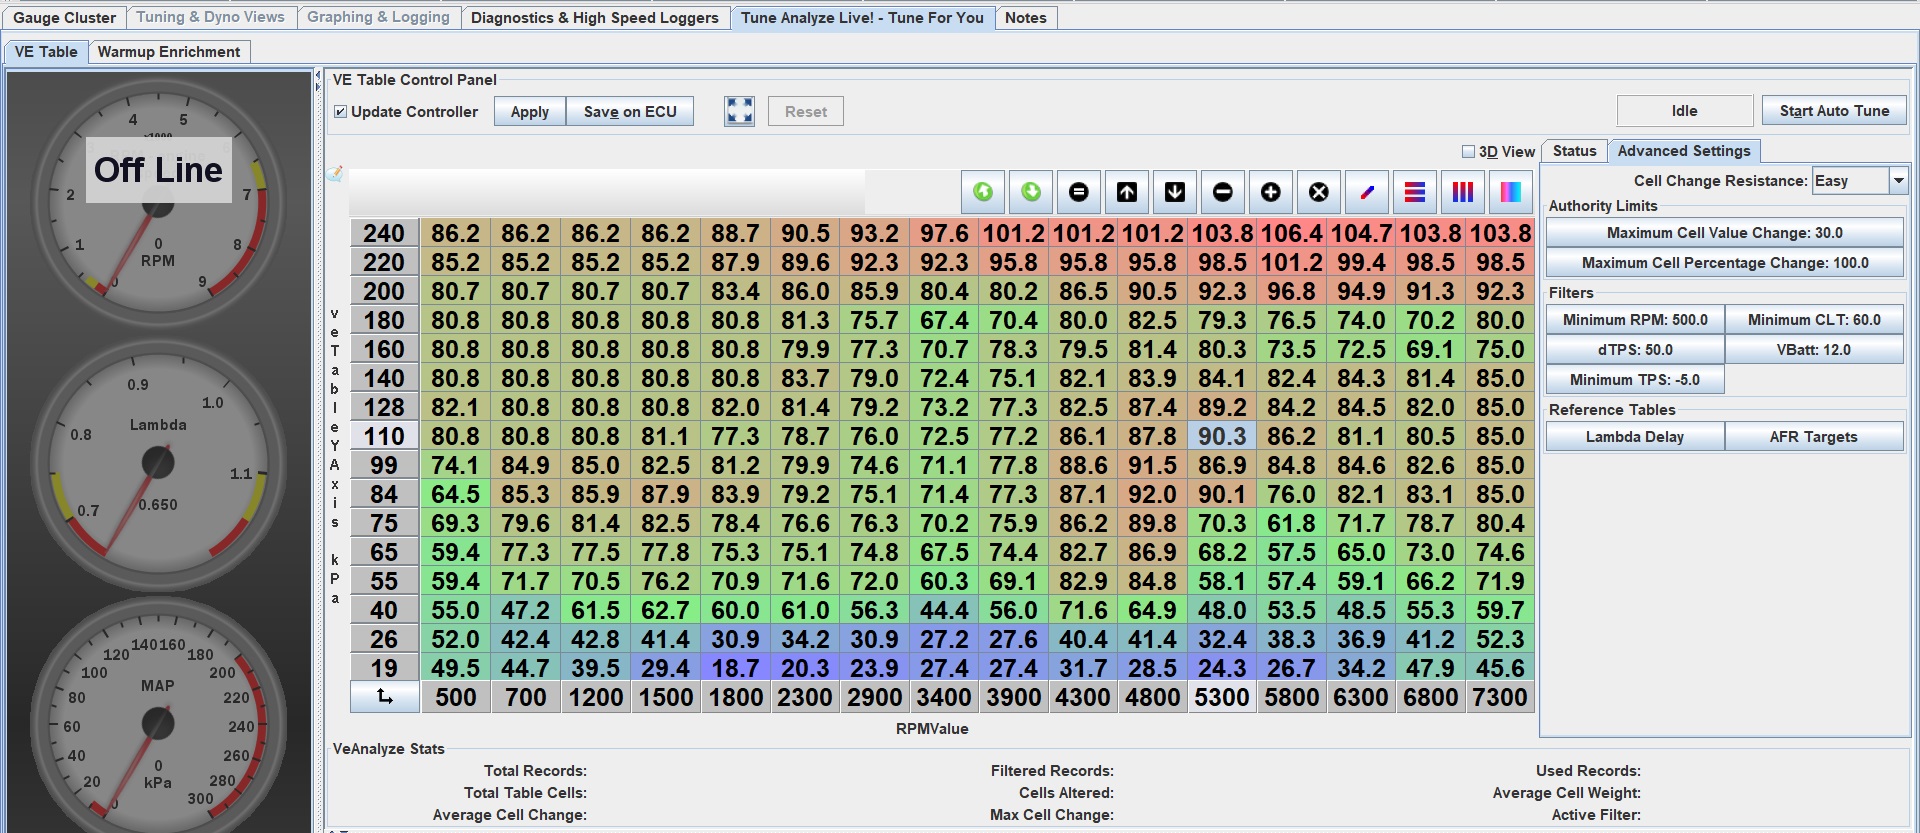 Gauge Cluster Tuning & Dyno Views Graphing & Logging Diagnostics & High Speed Loggers Tune Analyze Live! - Tune For You Notes
VE Table Warmup Enrichment
4 5
2 7
1 8
0 9
0
RPM
Off Line
0.9
1.0
0.8
Lambda
1.1
0.7
0.650
140 160
120 180
100 200
MAP
80 220
60 240
40 260
0
20 kPa 280
0 300
VE Table Control Panel
Update Controller Apply Save on ECU Reset Idle Start Auto Tune
3D View
veTableYAxis kPa
240 86.2 86.2 86.2 86.2 88.7 90.5 93.2 97.6 101.2 101.2 101.2 103.8 106.4 104.7 103.8 103.8
220 85.2 85.2 85.2 85.2 87.9 89.6 92.3 92.3 95.8 95.8 95.8 98.5 101.2 99.4 98.5 98.5
200 80.7 80.7 80.7 80.7 83.4 86.0 85.9 80.4 80.2 86.5 90.5 92.3 96.8 94.9 91.3 92.3
180 80.8 80.8 80.8 80.8 80.8 81.3 75.7 67.4 70.4 80.0 82.5 79.3 76.5 74.0 70.2 80.0
160 80.8 80.8 80.8 80.8 80.8 79.9 77.3 70.7 78.3 79.5 81.4 80.3 73.5 72.5 69.1 75.0
140 80.8 80.8 80.8 80.8 80.8 83.7 79.0 72.4 75.1 82.1 83.9 84.1 82.4 84.3 81.4 85.0
128 82.1 80.8 80.8 80.8 82.0 81.4 79.2 73.2 77.3 82.5 87.4 89.2 84.2 84.5 82.0 85.0
110 80.8 80.8 80.8 81.1 77.3 78.7 76.0 72.5 77.2 86.1 87.8 90.3 86.2 81.1 80.5 85.0
99 74.1 84.9 85.0 82.5 81.2 79.9 74.6 71.1 77.8 88.6 91.5 86.9 84.8 84.6 82.6 85.0
84 64.5 85.3 85.9 87.9 83.9 79.2 75.1 71.4 77.3 87.1 92.0 90.1 76.0 82.1 83.1 85.0
75 69.3 79.6 81.4 82.5 78.4 76.6 76.3 70.2 75.9 86.2 89.8 70.3 61.8 71.7 78.7 80.4
65 59.4 77.3 77.5 77.8 75.3 75.1 74.8 67.5 74.4 82.7 86.9 68.2 57.5 65.0 73.0 74.6
55 59.4 71.7 70.5 76.2 70.9 71.6 72.0 60.3 69.1 82.9 84.8 58.1 57.4 59.1 66.2 71.9
40 55.0 47.2 61.5 62.7 60.0 61.0 56.3 44.4 56.0 71.6 64.9 48.0 53.5 48.5 55.3 59.7
26 52.0 42.4 42.8 41.4 30.9 34.2 30.9 27.2 27.6 40.4 41.4 32.4 38.3 36.9 41.2 52.3
19 49.5 44.7 39.5 29.4 18.7 20.3 23.9 27.4 27.4 31.7 28.5 24.3 26.7 34.2 47.9 45.6
500 700 1200 1500 1800 2300 2900 3400 3900 4300 4800 5300 5800 6300 6800 7300
RPMValue
Status Advanced Settings
Cell Change Resistance: Easy
Authority Limits
Maximum Cell Value Change: 30.0
Maximum Cell Percentage Change: 100.0
Filters
Minimum RPM: 500.0 Minimum CLT: 60.0
dTPS: 50.0 VBatt: 12.0
Minimum TPS: -5.0
Reference Tables
Lambda Delay AFR Targets
VeAnalyze Stats
Total Records: Filtered Records: Used Records:
Total Table Cells: Cells Altered: Average Cell Weight:
Average Cell Change: Max Cell Change: Active Filter: